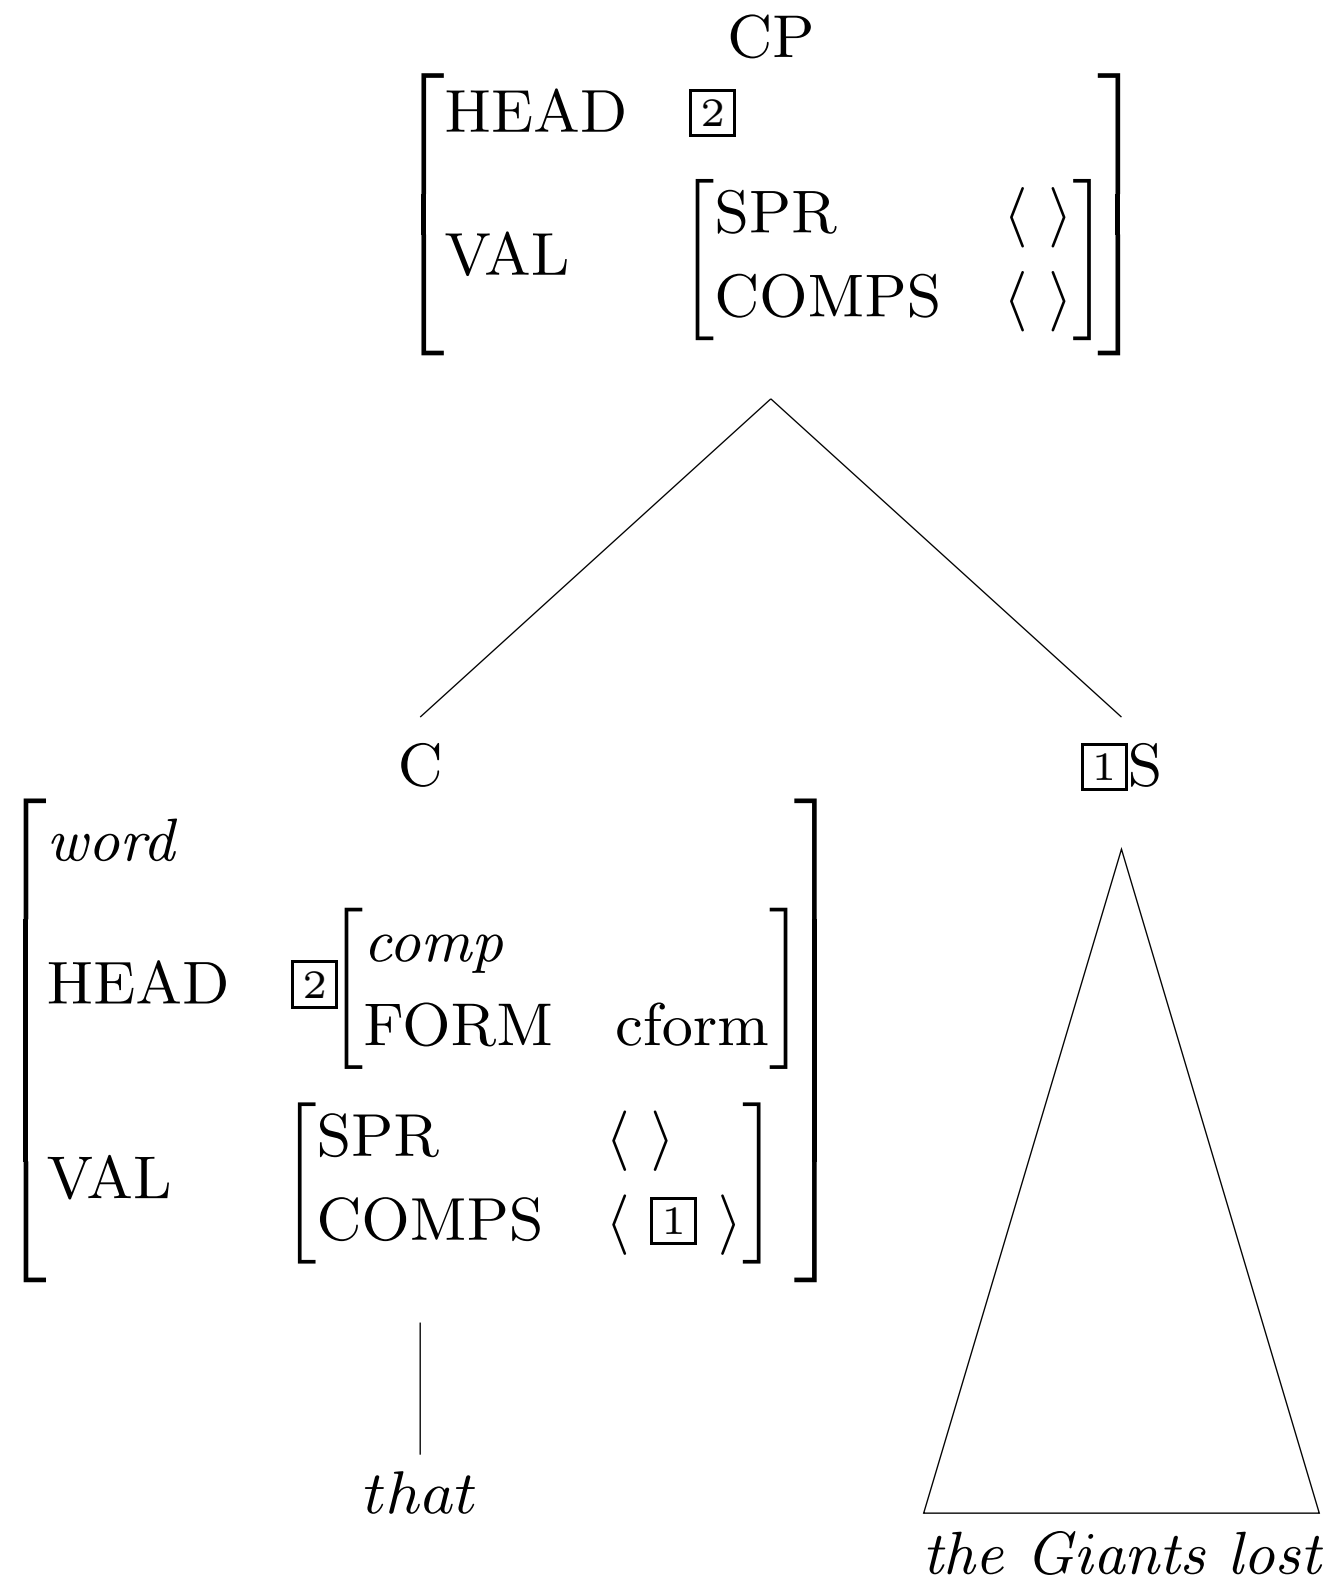 CP
HEAD 2
SPR ⟨ ⟩
VAL
COMPS ⟨ ⟩
C
1 S
word
comp
HEAD 2
FORM cform
SPR ⟨ ⟩
VAL
COMPS ⟨ 1 ⟩
that
the Giants lost